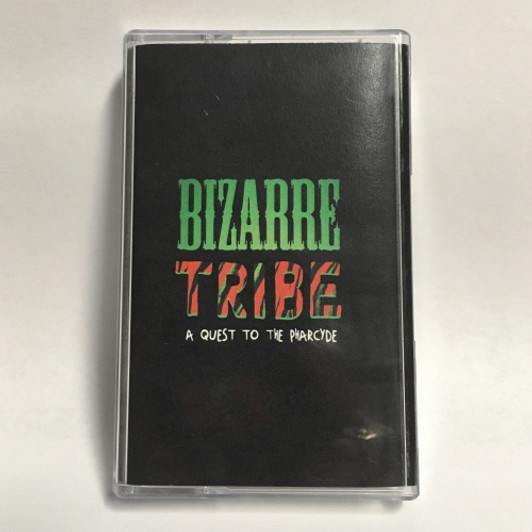 BIZARRE
TRIBE
A QUEST TO THE PHARCYDE